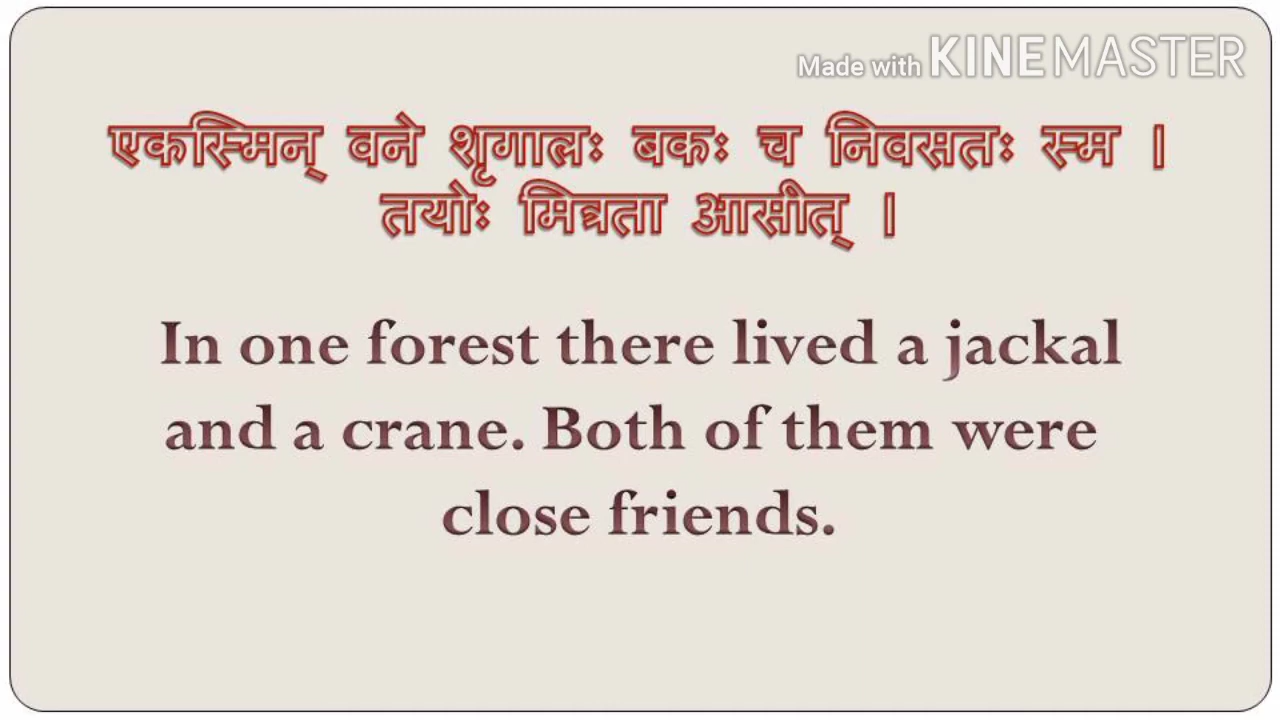 Made with KINEMASTER
एकस्मिन् वने शृगालः बकः च निवसतः स्म ।
तयोः मित्रता आसीत् ।
In one forest there lived a jackal
and a crane. Both of them were
close friends.